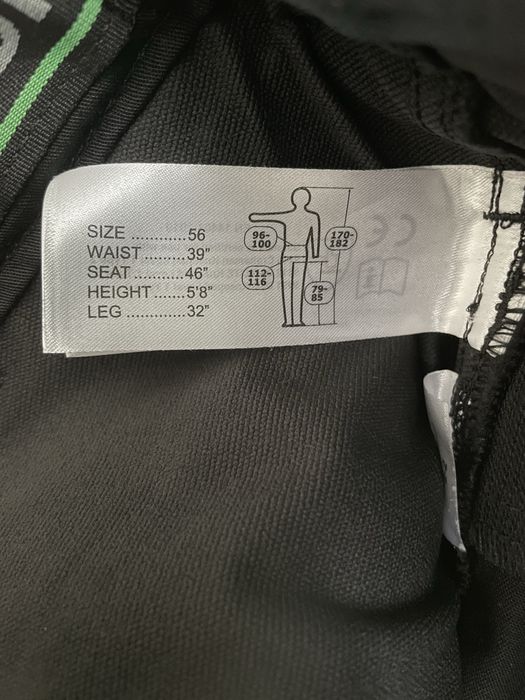 SIZE ............56
WAIST ..........39"
SEAT ...........46"
HEIGHT ......5'8"
LEG .............32"
96-
100
170-
182
112-
116
79-
85